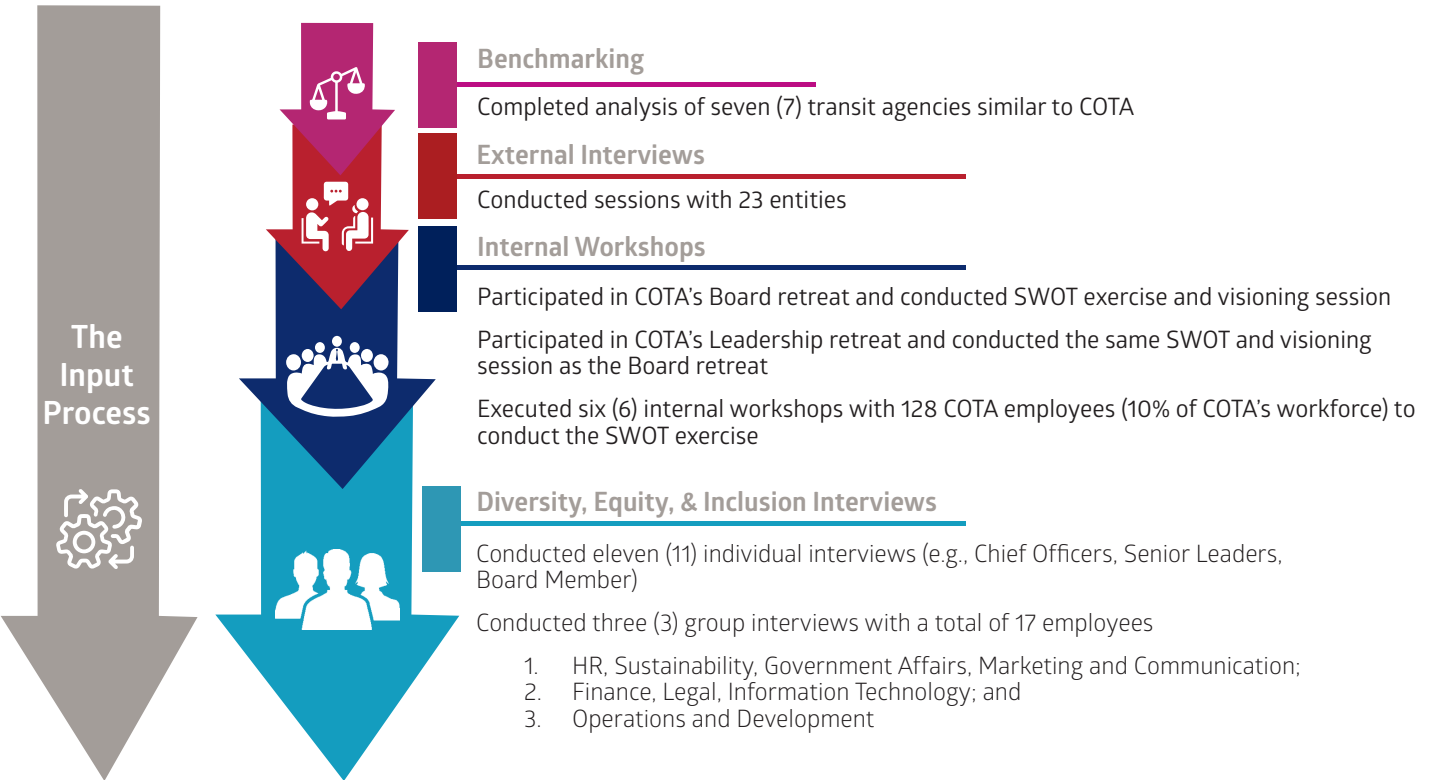 The
Input
Process
Benchmarking
Completed analysis of seven (7) transit agencies similar to COTA
External Interviews
Conducted sessions with 23 entities
Internal Workshops
Participated in COTA’s Board retreat and conducted SWOT exercise and visioning session
Participated in COTA’s Leadership retreat and conducted the same SWOT and visioning
session as the Board retreat
Executed six (6) internal workshops with 128 COTA employees (10% of COTA’s workforce) to
conduct the SWOT exercise
Diversity, Equity, & Inclusion Interviews
Conducted eleven (11) individual interviews (e.g., Chief Officers, Senior Leaders,
Board Member)
Conducted three (3) group interviews with a total of 17 employees
1. HR, Sustainability, Government Affairs, Marketing and Communication;
2. Finance, Legal, Information Technology; and
3. Operations and Development